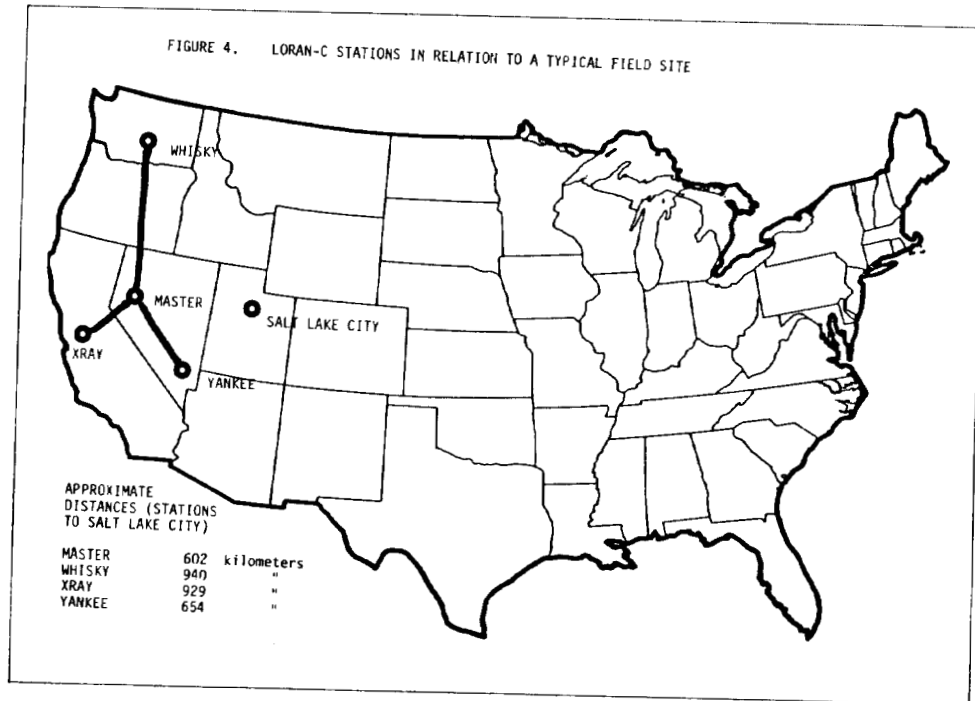 FIGURE 4. LORAN-C STATIONS IN RELATION TO A TYPICAL FIELD SITE
WHISKY
MASTER
SALT LAKE CITY
XRAY
YANKEE
APPROXIMATE
DISTANCES (STATIONS
TO SALT LAKE CITY)
MASTER 602 kilometers
WHISKY 940 "
XRAY 929 "
YANKEE 654 "